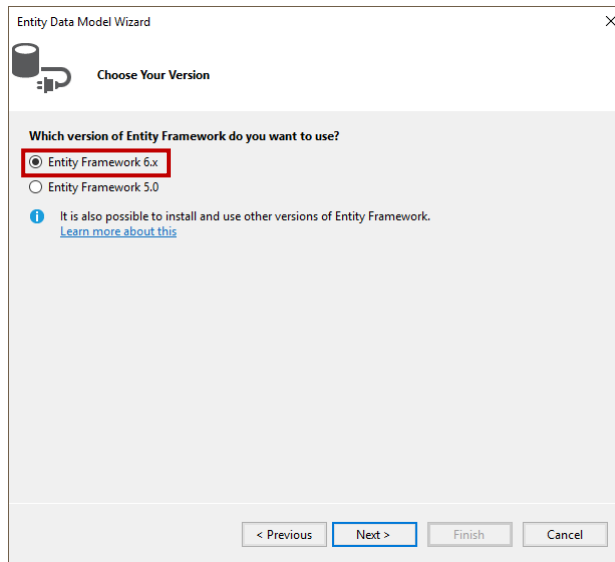 Entity Data Model Wizard
Choose Your Version
Which version of Entity Framework do you want to use?
Entity Framework 6.x
Entity Framework 5.0
It is also possible to install and use other versions of Entity Framework.
Learn more about this
< Previous
Next >
Finish
Cancel